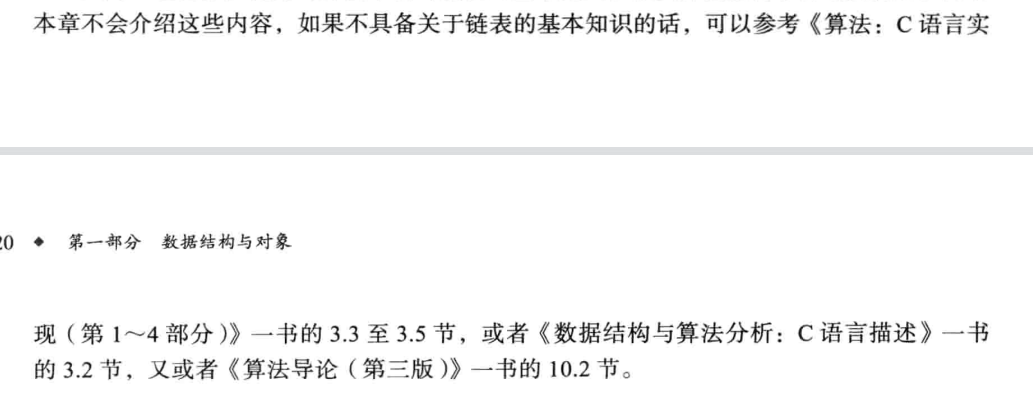 本章不会介绍这些内容，如果不具备关于链表的基本知识的话，可以参考《算法：C 语言实
20 ◆ 第一部分 数据结构与对象
现（第 1～4 部分）》一书的 3.3 至 3.5 节，或者《数据结构与算法分析：C 语言描述》一书
的 3.2 节，又或者《算法导论（第三版）》一书的 10.2 节。